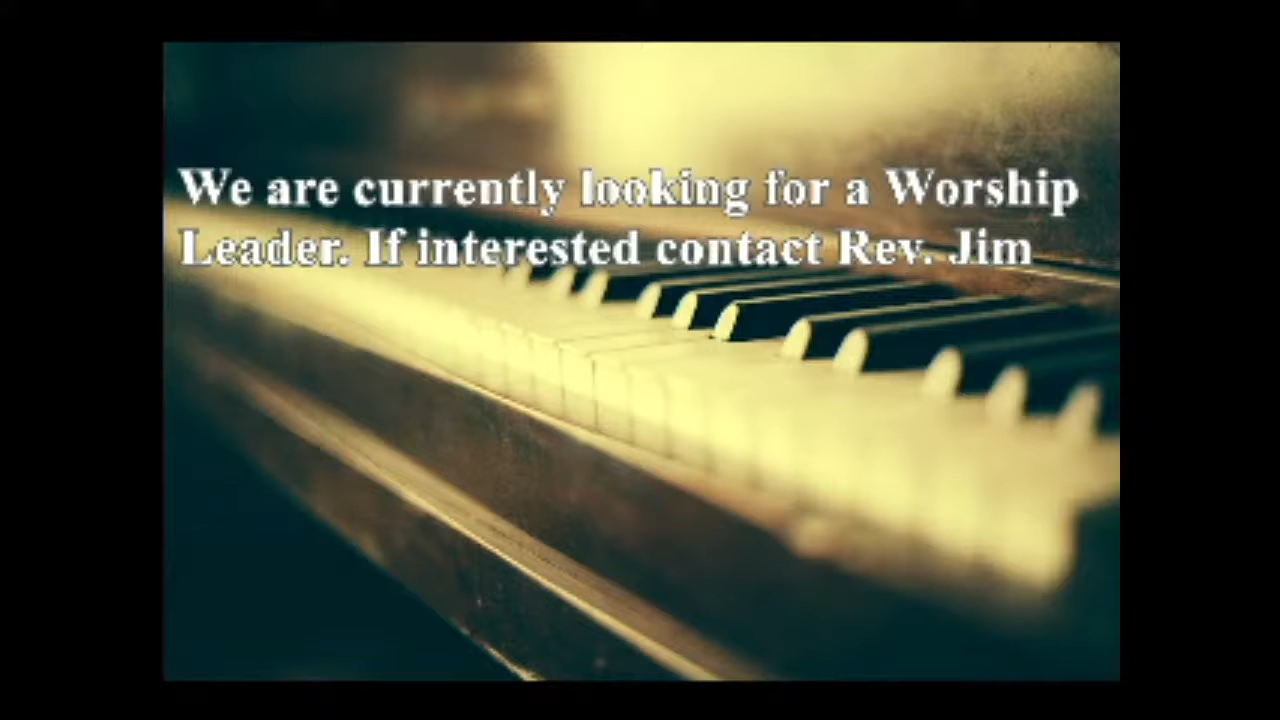 We are currently looking for a Worship
Leader. If interested contact Rev. Jim